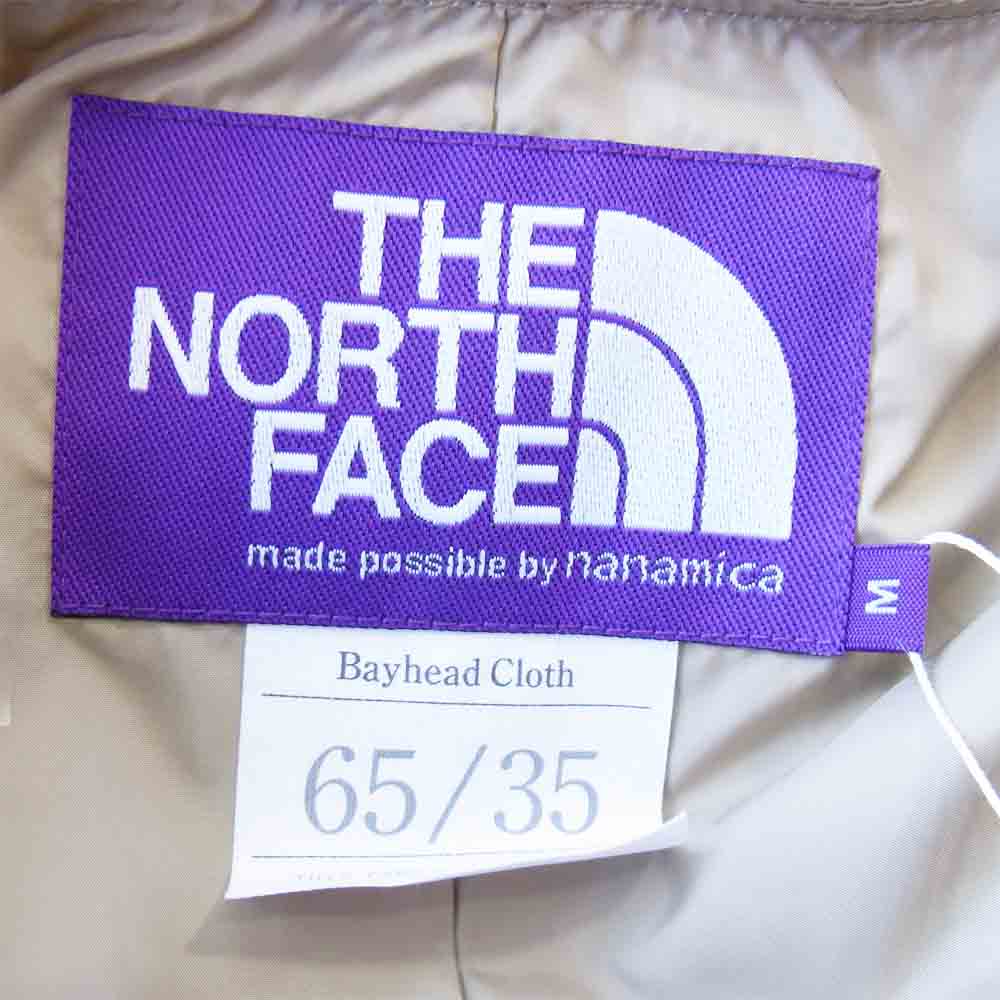 THE
NORTH
FACE
made possible by nanamica
M
Bayhead Cloth
65/35